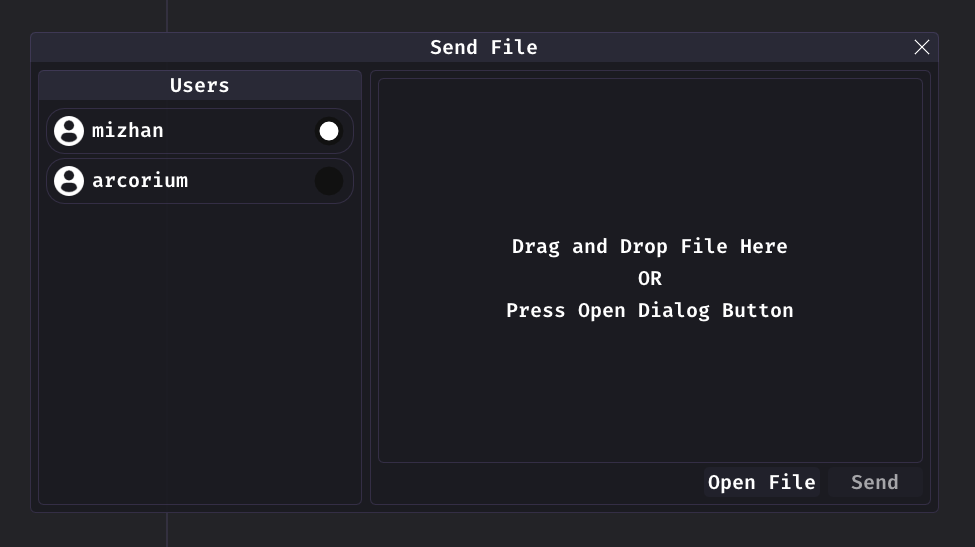 Send File
Users
mizhan
arcorium
Drag and Drop File Here
OR
Press Open Dialog Button
Open File
Send